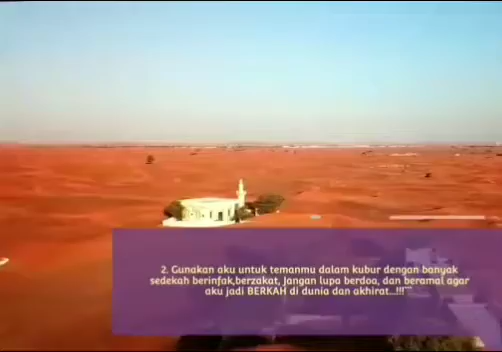 2. Gunakan aku untuk temanmu dalam kubur dengan banyak
sedekah berinfak,berzakat, Jangan lupa berdoa, dan beramal agar
aku jadi BERKAH di dunia dan akhirat..!!!""